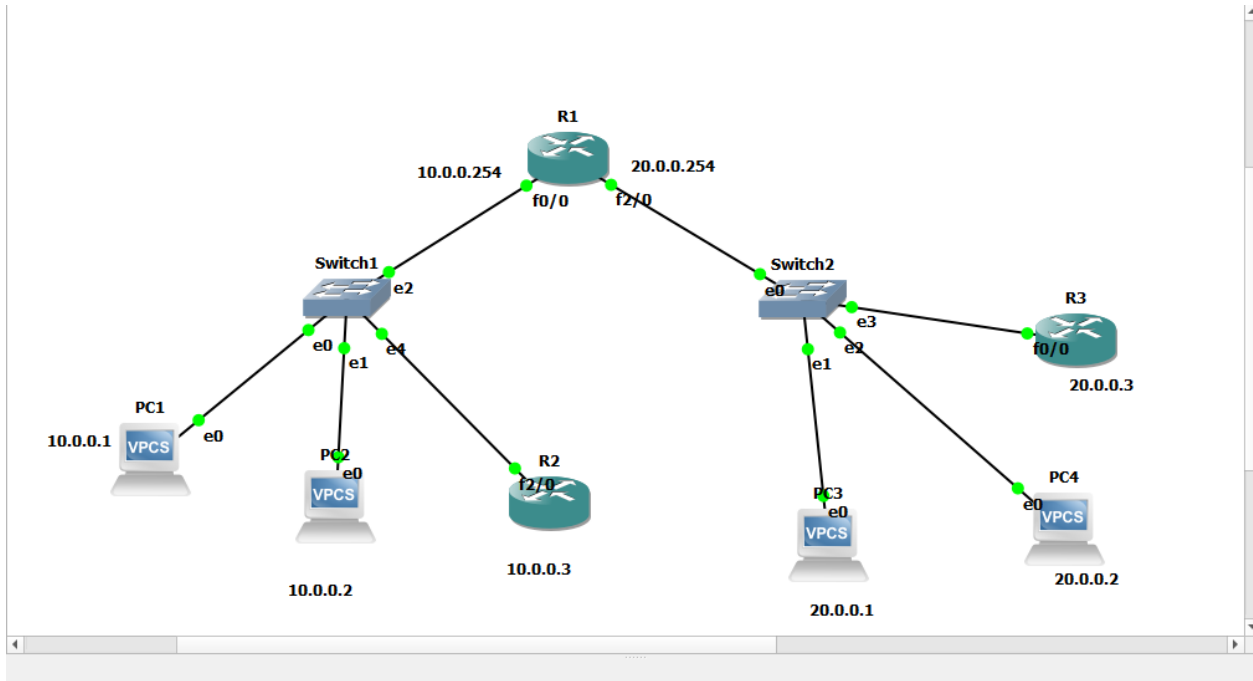 R1
10.0.0.254
20.0.0.254
f0/0
f2/0
Switch1
e2
Switch2
e0
R3
e0
e1
e4
e3
e2
e1
f0/0
20.0.0.3
PC1
10.0.0.1
VPCS
e0
PC2
e0
VPCS
R2
f2/0
PC4
e0
VPCS
PC3
e0
VPCS
10.0.0.2
10.0.0.3
20.0.0.2
20.0.0.1